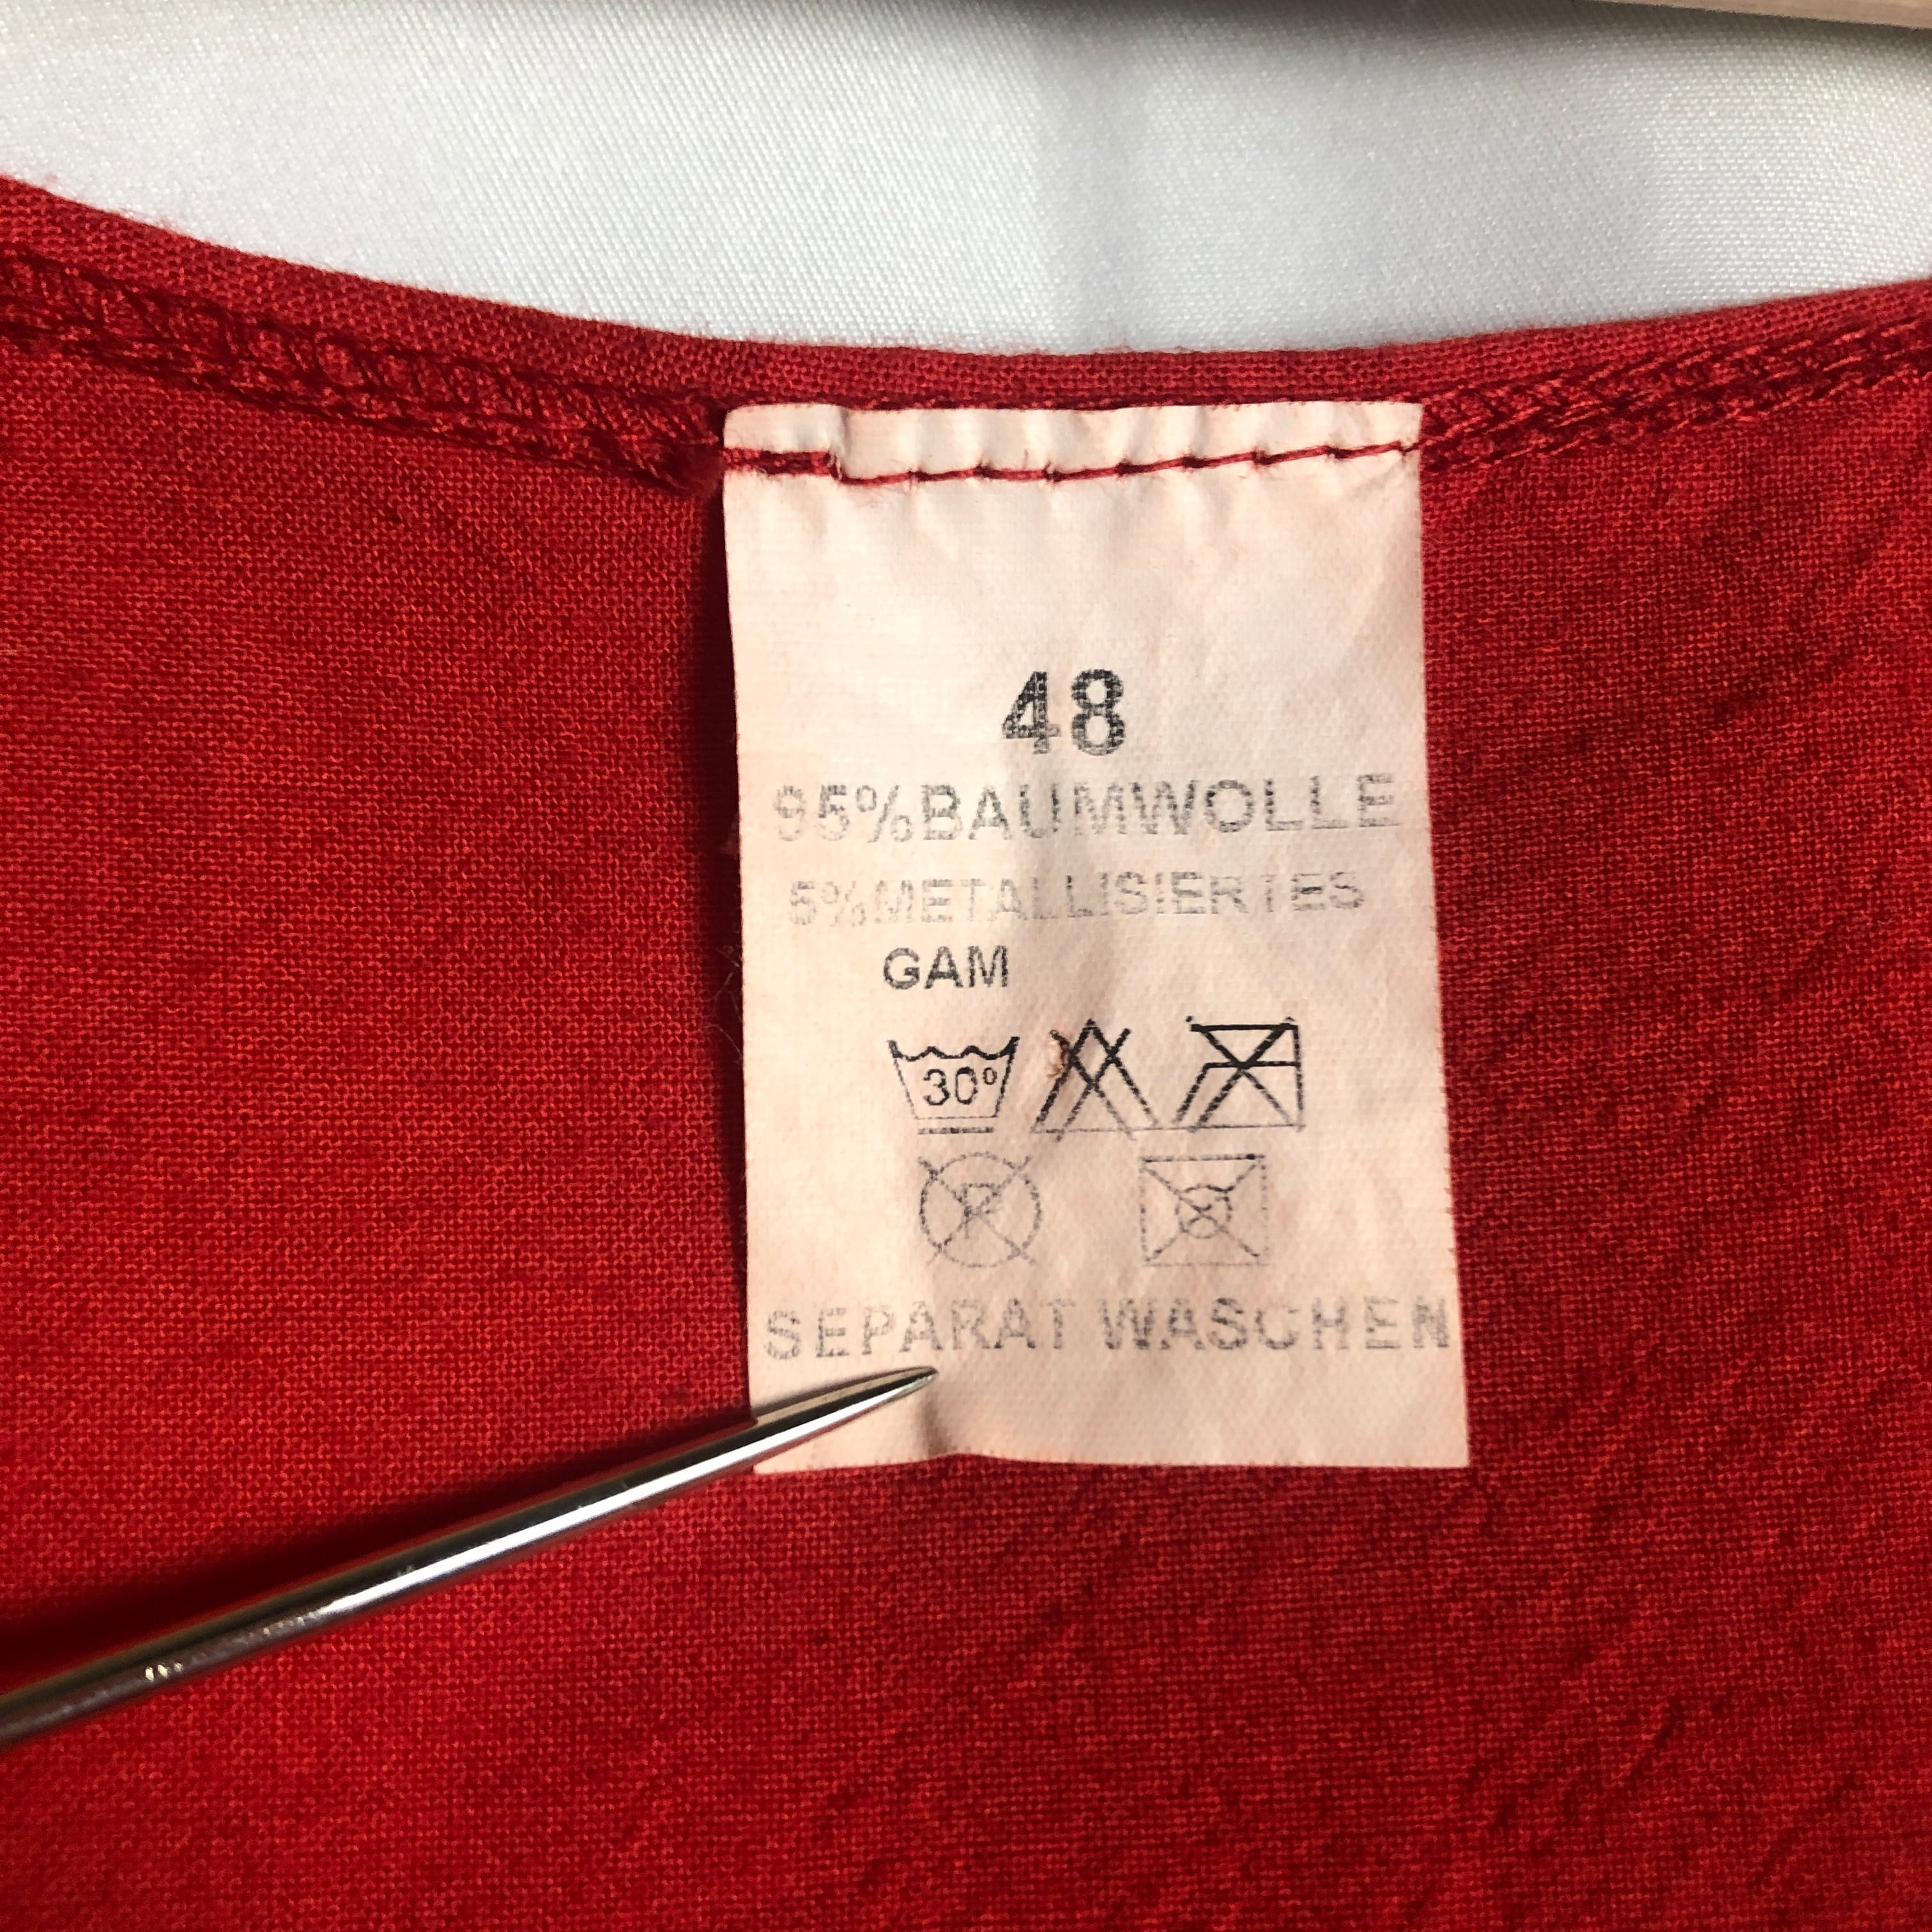 48
95%BAUMWOLLE
5%METALLISIERTES
GAM
30°
P
SEPARAT WASCHEN